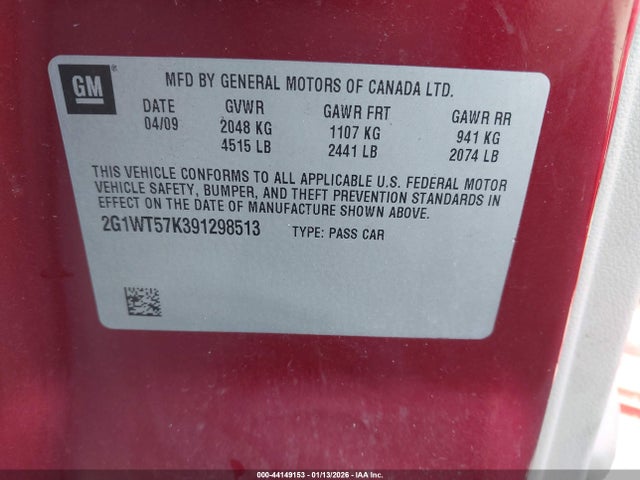 GM
MFD BY GENERAL MOTORS OF CANADA LTD.
DATE GVWR GAWR FRT GAWR RR
04/09 2048 KG 1107 KG 941 KG
4515 LB 2441 LB 2074 LB
THIS VEHICLE CONFORMS TO ALL APPLICABLE U.S. FEDERAL MOTOR
VEHICLE SAFETY, BUMPER, AND THEFT PREVENTION STANDARDS IN
EFFECT ON THE DATE OF MANUFACTURE SHOWN ABOVE.
2G1WT57K391298513 TYPE: PASS CAR
000-44149153 - 01/13/2026 - IAA Inc.